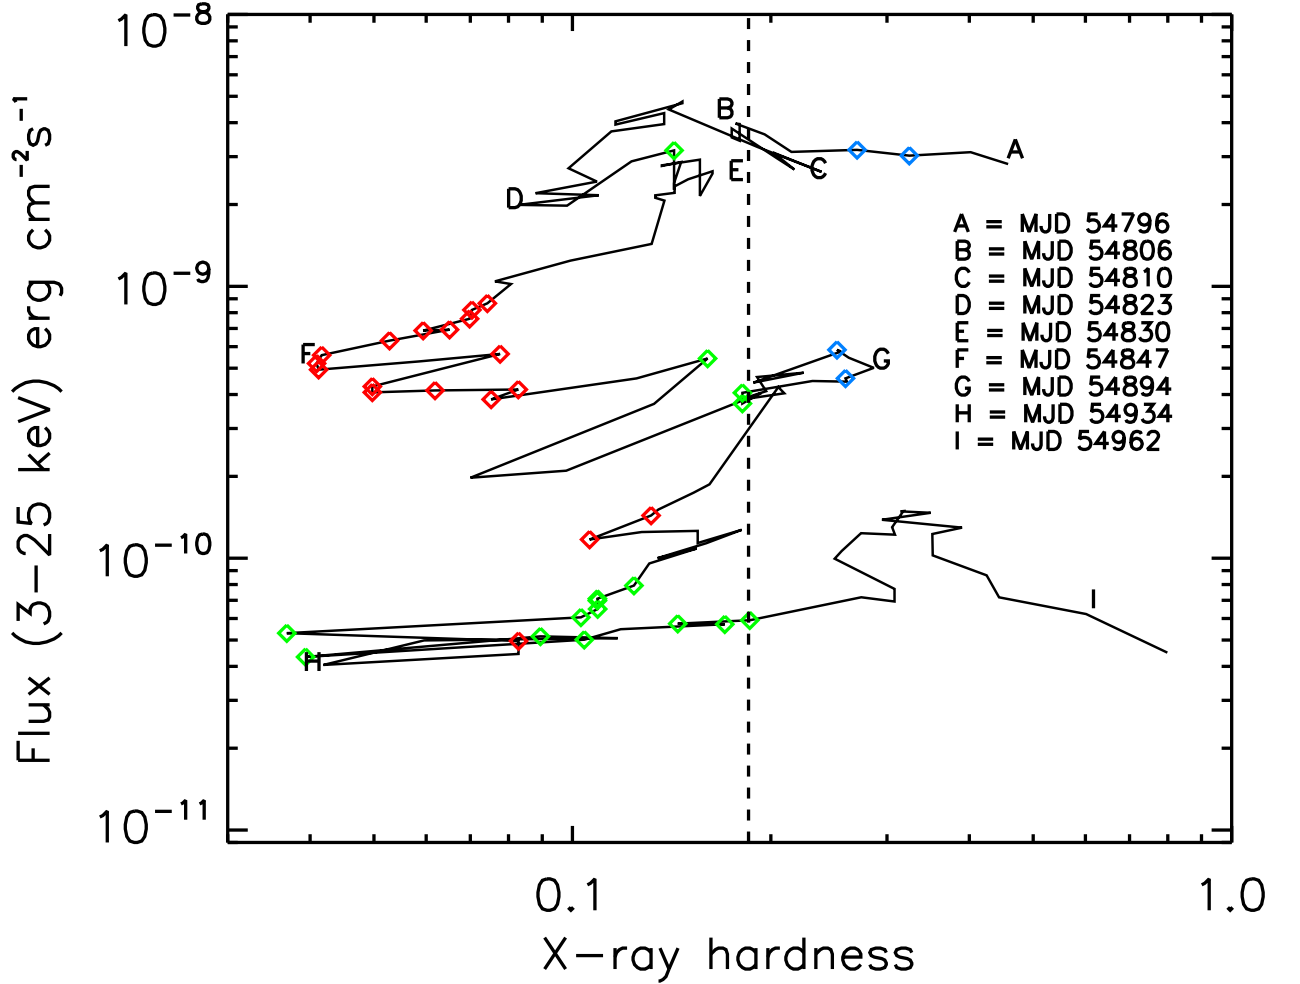 10⁻⁸
10⁻⁹
10⁻¹⁰
10⁻¹¹
Flux (3−25 keV) erg cm⁻²s⁻¹
B
A
E
C
D
A = MJD 54796
B = MJD 54806
C = MJD 54810
D = MJD 54823
E = MJD 54830
F = MJD 54847
G = MJD 54894
H = MJD 54934
I = MJD 54962
F
G
I
H
0.1
1.0
X−ray hardness